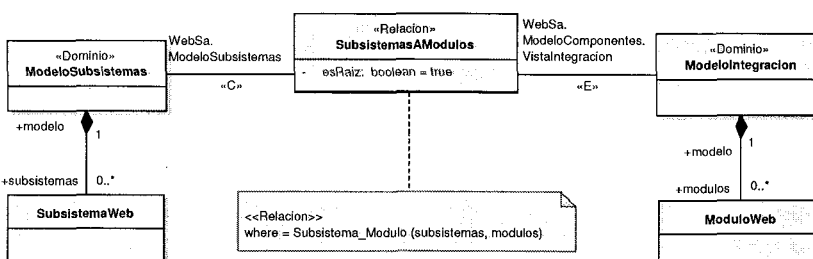 «Dominio»
ModeloSubsistemas
WebSa.
ModeloSubsistemas
«C»
«Relacion»
SubsistemasAModulos
- esRaiz: boolean = true
WebSa.
ModeloComponentes.
VistaIntegracion
«E»
«Dominio»
ModeloIntegracion
+modelo
1
+subsistemas
0..*
SubsistemaWeb
<<Relacion>>
where = Subsistema_Modulo (subsistemas, modulos)
1
+modelo
+modulos
0..*
ModuloWeb